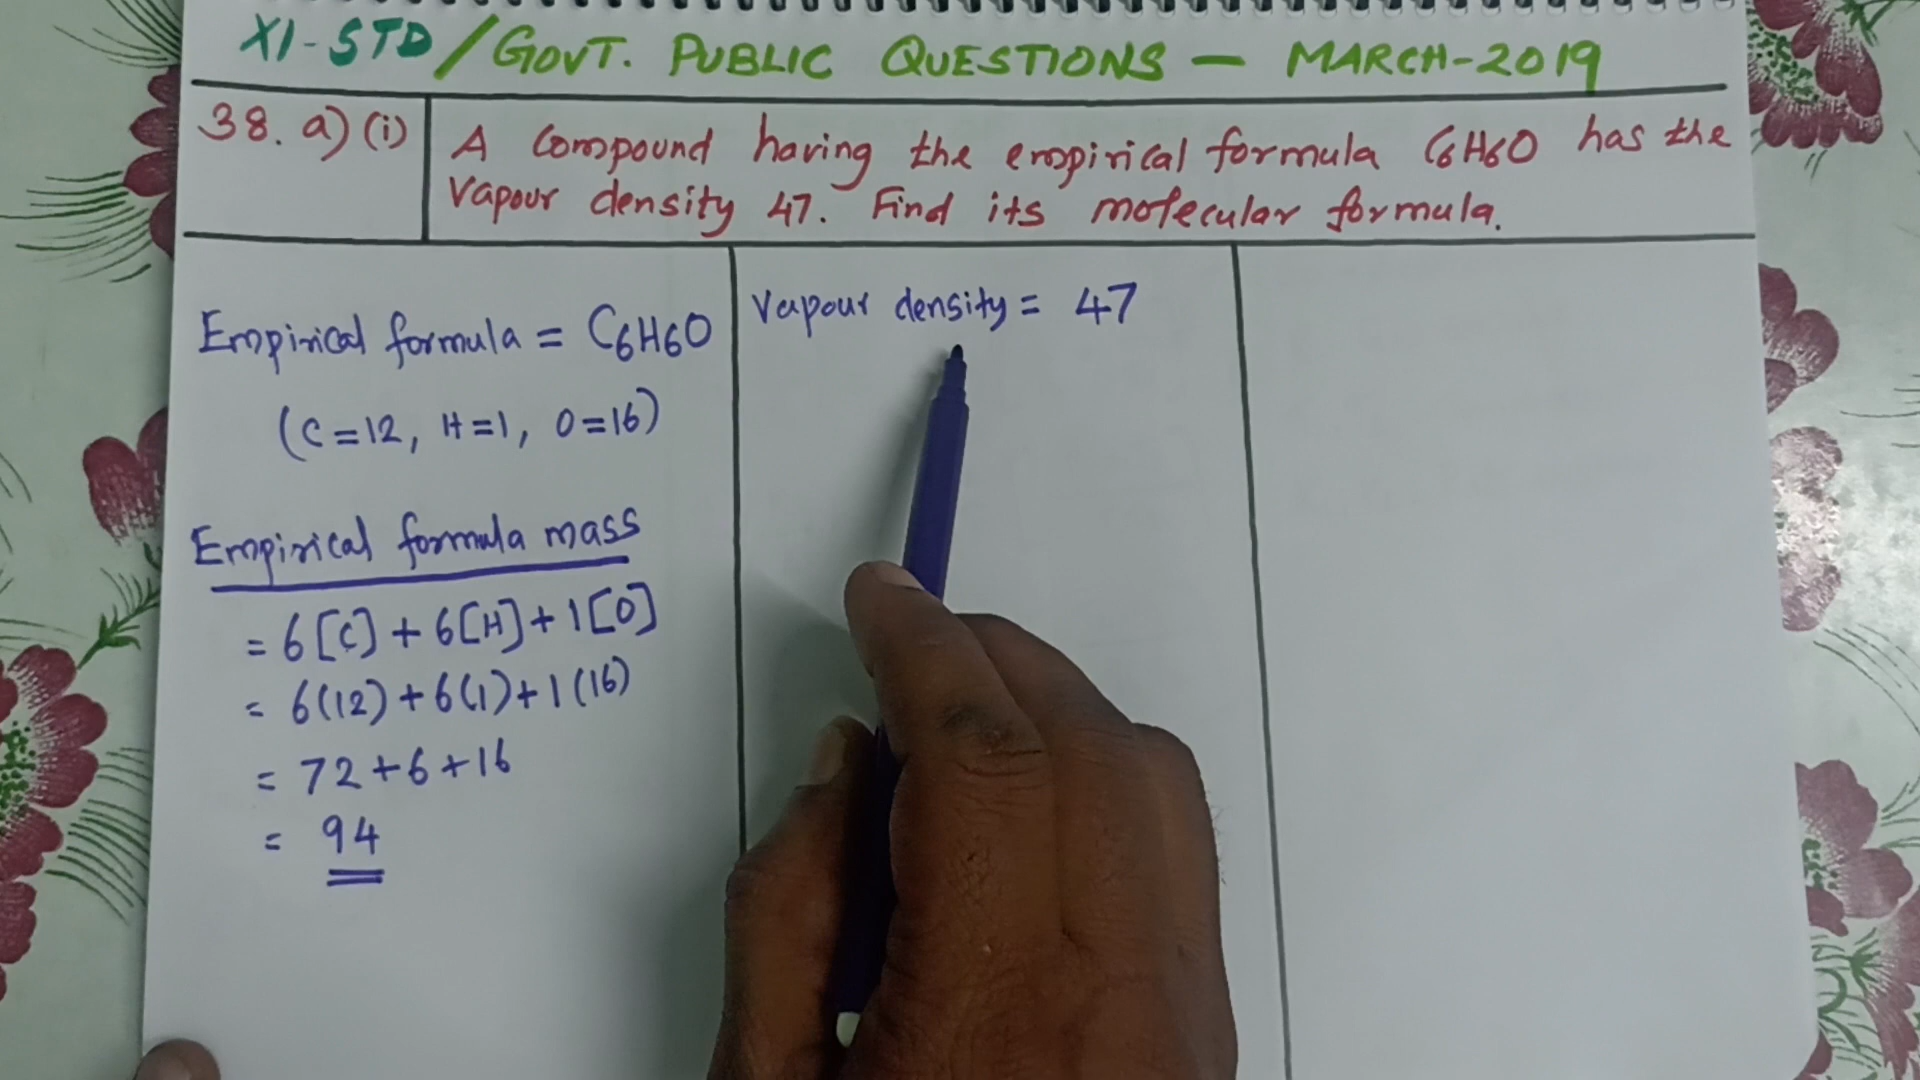 XI-STD/GOVT. PUBLIC QUESTIONS — MARCH-2019
38. a) (i)
A compound having the empirical formula C6H6O has the
vapour density 47. Find its molecular formula.
Empirical formula = C6H6O
(C=12, H=1, O=16)
Empirical formula mass
= 6[C] + 6[H] + 1[O]
= 6(12) + 6(1) + 1(16)
= 72+6+16
= 94
Vapour density = 47